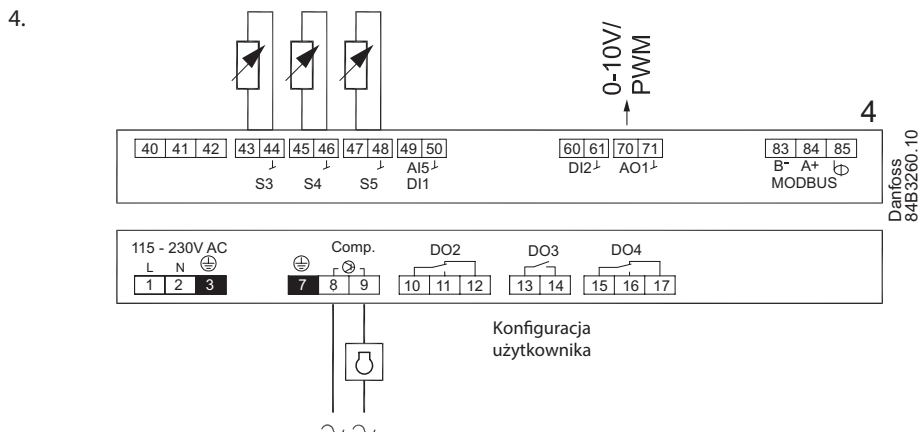 4.
0-10V/
PWM
4
40 41 42 43 44 45 46 47 48 49 50 60 61 70 71 83 84 85
AI5 DI2 AO1 B- A+
S3 S4 S5 DI1 MODBUS
Danfoss
84B3260.10
115 - 230V AC Comp. DO2 DO3 DO4
L N
1 2 3 7 8 9 10 11 12 13 14 15 16 17
Konfiguracja
użytkownika